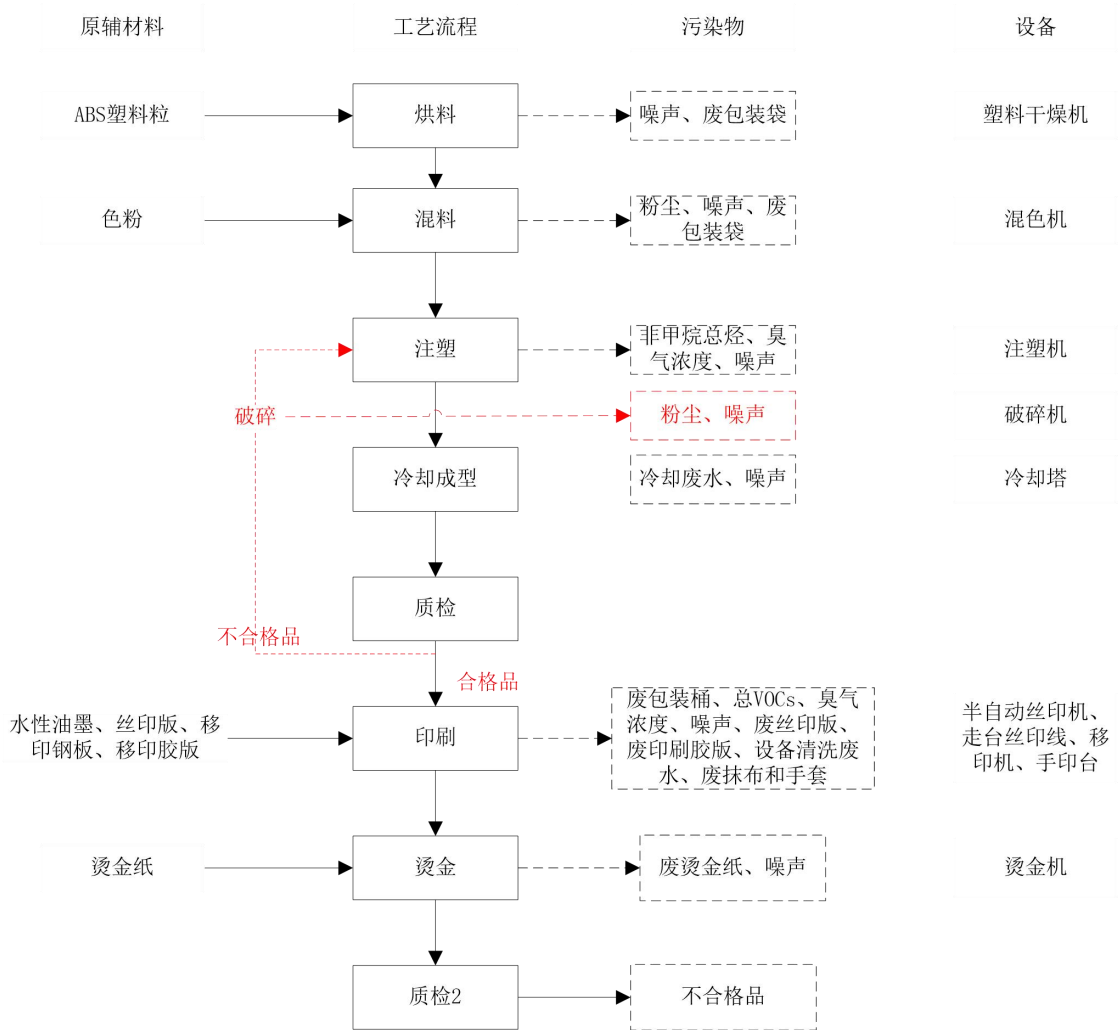 原辅材料
工艺流程
污染物
设备
ABS塑料粒
烘料
噪声、废包装袋
塑料干燥机
色粉
混料
粉尘、噪声、废
包装袋
混色机
注塑
非甲烷总烃、臭
气浓度、噪声
注塑机
破碎
粉尘、噪声
破碎机
冷却成型
冷却废水、噪声
冷却塔
质检
不合格品
合格品
水性油墨、丝印版、移
印钢板、移印胶版
印刷
废包装桶、总VOCs、臭气
浓度、噪声、废丝印版、
废印刷胶版、设备清洗废
水、废抹布和手套
半自动丝印机、
走台丝印线、移
印机、手印台
烫金纸
烫金
废烫金纸、噪声
烫金机
质检2
不合格品